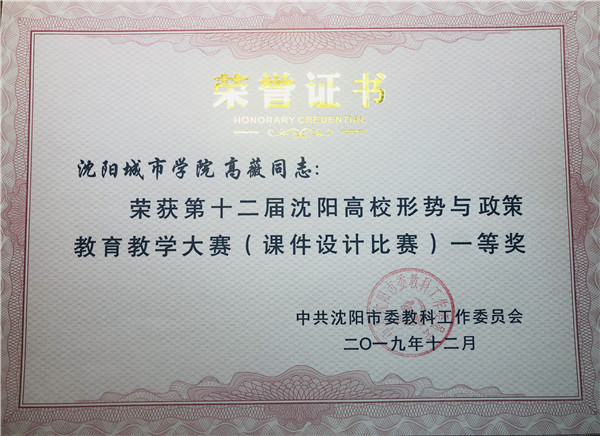 荣誉证书
HONORARY CREDENTIAL
沈阳城市学院 高薇同志：
荣获第十二届沈阳高校形势与政策
教育教学大赛（课件设计比赛）一等奖
中共沈阳市委教科工作委员会
二〇一九年十二月